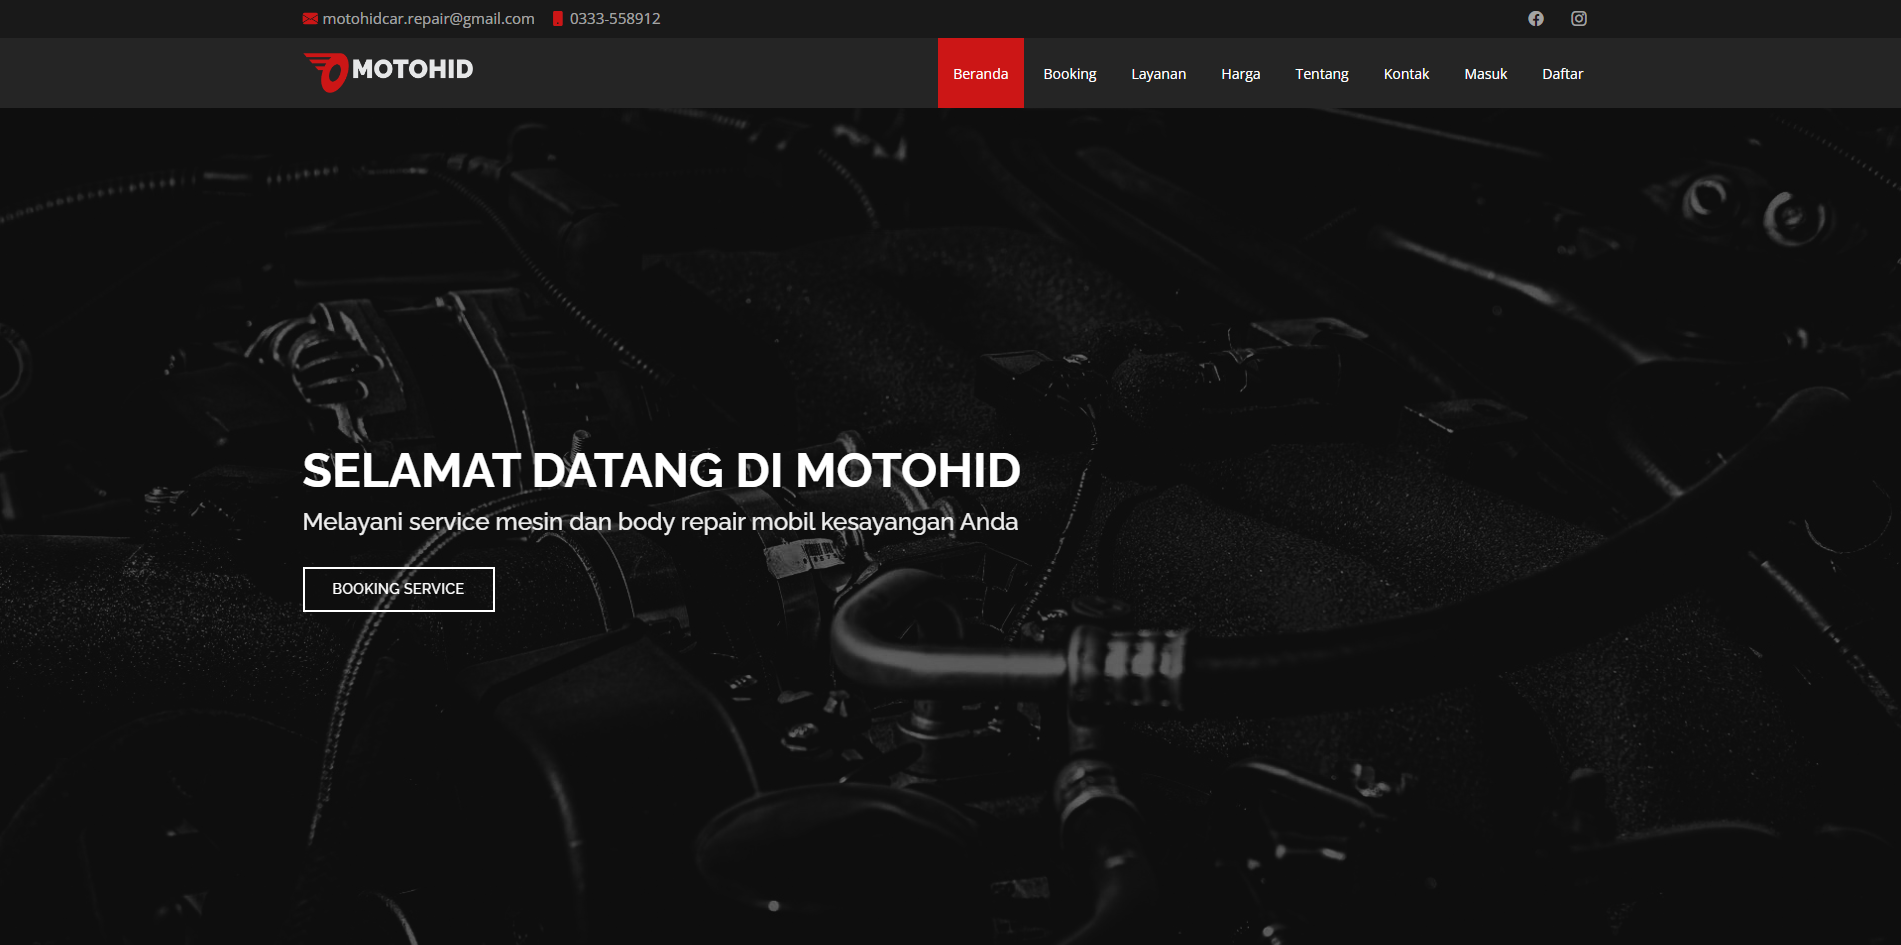 motohidcar.repair@gmail.com 0333-558912
MOTOHID
Beranda Booking Layanan Harga Tentang Kontak Masuk Daftar
SELAMAT DATANG DI MOTOHID
Melayani service mesin dan body repair mobil kesayangan Anda
BOOKING SERVICE